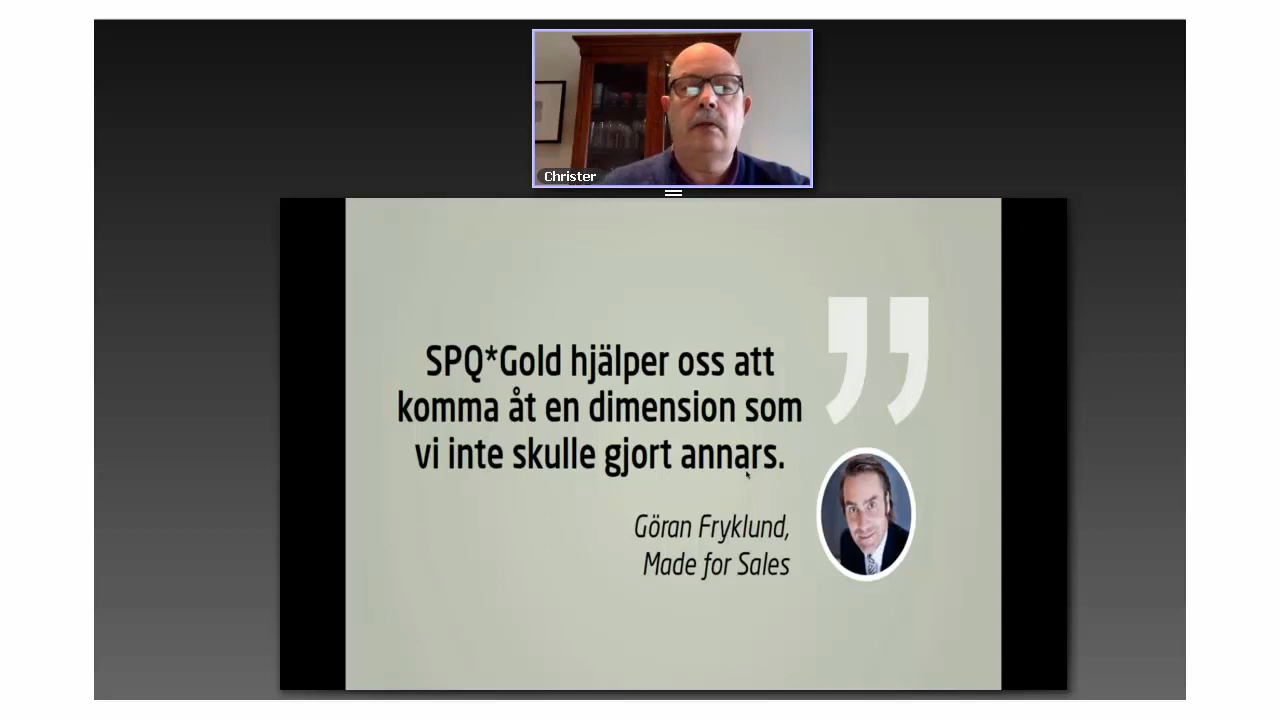 Christer
SPQ*Gold hjälper oss att
komma åt en dimension som
vi inte skulle gjort annars.
Göran Fryklund,
Made for Sales